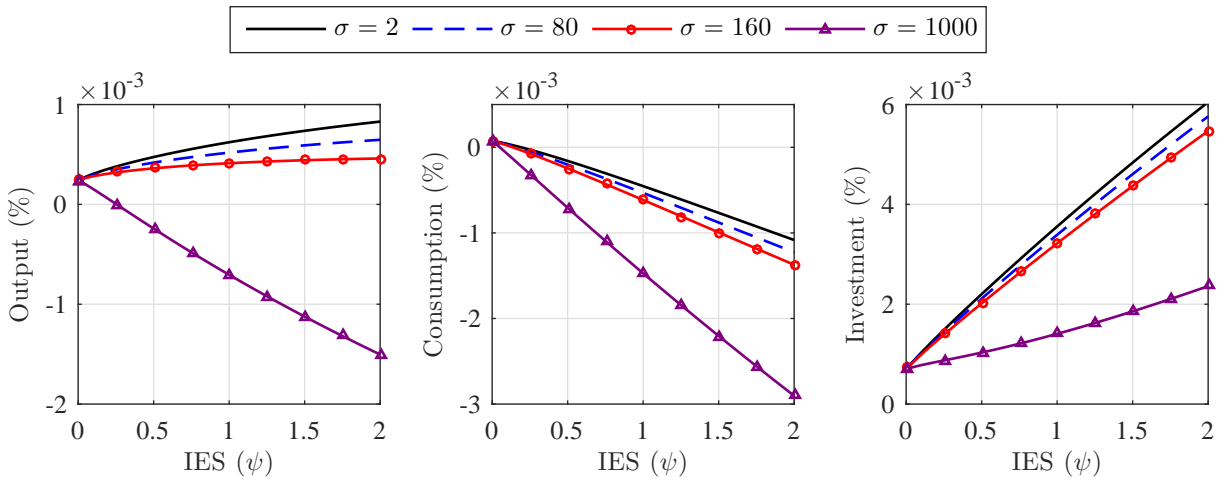 σ = 2 σ = 80 σ = 160 σ = 1000
×10⁻³
Output (%)
1
0
-1
-2
0 0.5 1 1.5 2
IES (ψ)
×10⁻³
Consumption (%)
0
-1
-2
-3
0 0.5 1 1.5 2
IES (ψ)
×10⁻³
Investment (%)
6
4
2
0
0 0.5 1 1.5 2
IES (ψ)